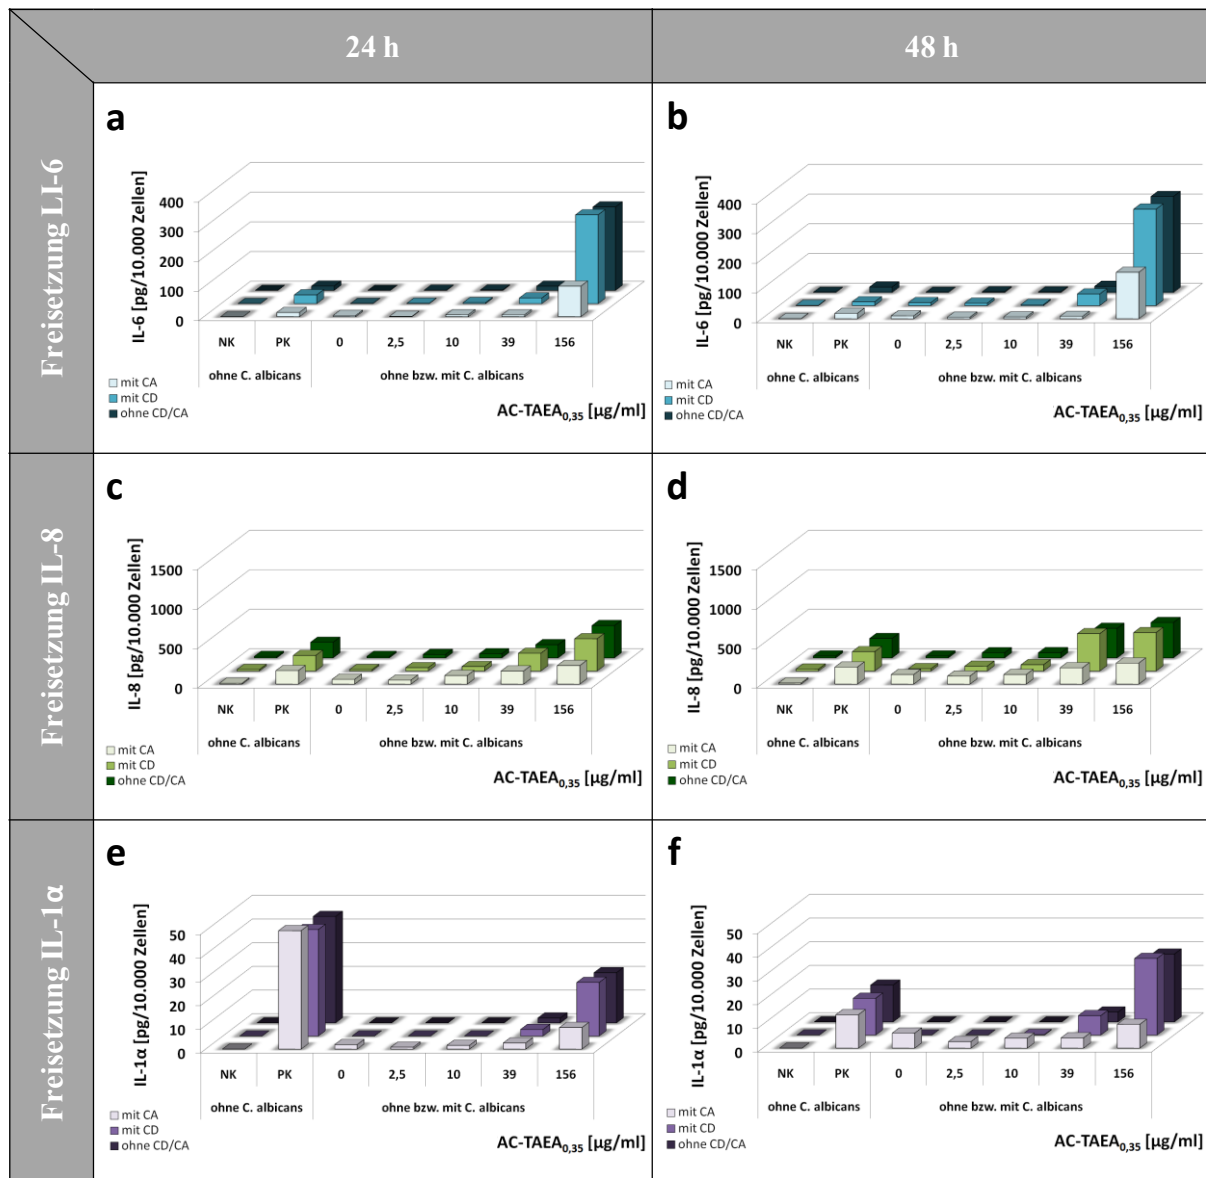 24 h
48 h
Freisetzung LI-6
a
IL-6 [pg/10.000 Zellen]
400
300
200
100
0
NK PK 0 2,5 10 39 156
ohne C. albicans ohne bzw. mit C. albicans
mit CA
mit CD
ohne CD/CA
AC-TAEA0,35 [µg/ml]
b
IL-6 [pg/10.000 Zellen]
400
300
200
100
0
NK PK 0 2,5 10 39 156
ohne C. albicans ohne bzw. mit C. albicans
mit CA
mit CD
ohne CD/CA
AC-TAEA0,35 [µg/ml]
Freisetzung IL-8
c
IL-8 [pg/10.000 Zellen]
1500
1000
500
0
NK PK 0 2,5 10 39 156
ohne C. albicans ohne bzw. mit C. albicans
mit CA
mit CD
ohne CD/CA
AC-TAEA0,35 [µg/ml]
d
IL-8 [pg/10.000 Zellen]
1500
1000
500
0
NK PK 0 2,5 10 39 156
ohne C. albicans ohne bzw. mit C. albicans
mit CA
mit CD
ohne CD/CA
AC-TAEA0,35 [µg/ml]
Freisetzung IL-1α
e
IL-1α [pg/10.000 Zellen]
50
40
30
20
10
0
NK PK 0 2,5 10 39 156
ohne C. albicans ohne bzw. mit C. albicans
mit CA
mit CD
ohne CD/CA
AC-TAEA0,35 [µg/ml]
f
IL-1α [pg/10.000 Zellen]
50
40
30
20
10
0
NK PK 0 2,5 10 39 156
ohne C. albicans ohne bzw. mit C. albicans
mit CA
mit CD
ohne CD/CA
AC-TAEA0,35 [µg/ml]